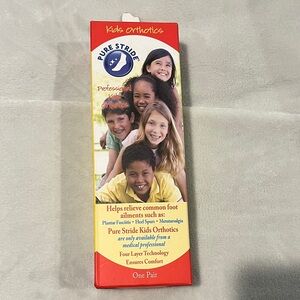 Kids Orthotics
PURE STRIDE
Professional
Helps relieve common foot
ailments such as:
Plantar Fasciitis • Heel Spurs • Metatarsalgia
Pure Stride Kids Orthotics
are only available from a
medical professional
Four Layer Technology
Ensures Comfort
One Pair